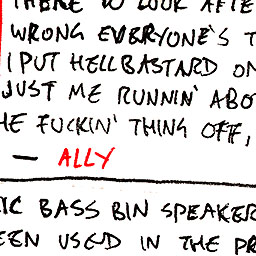 THERE TO LOOK AFTE
WRONG EVERYONE'S T
I PUT HELLBASTARD ON
JUST ME RUNNIN' ABO
HE FUCKIN' THING OFF,
— ALLY
IC BASS BIN SPEAKER
EEN USED IN THE PR